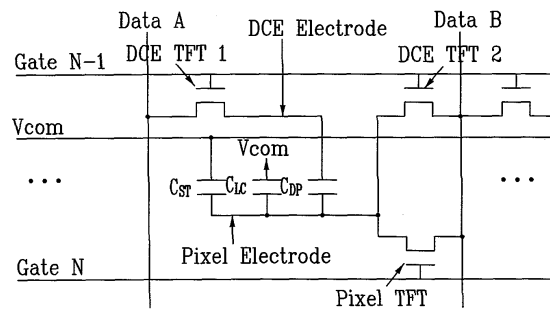 Data A
Data B
DCE Electrode
Gate N-1
DCE TFT 1
DCE TFT 2
Vcom
Vcom
CST
CLC
CDP
...
...
Pixel Electrode
Gate N
Pixel TFT